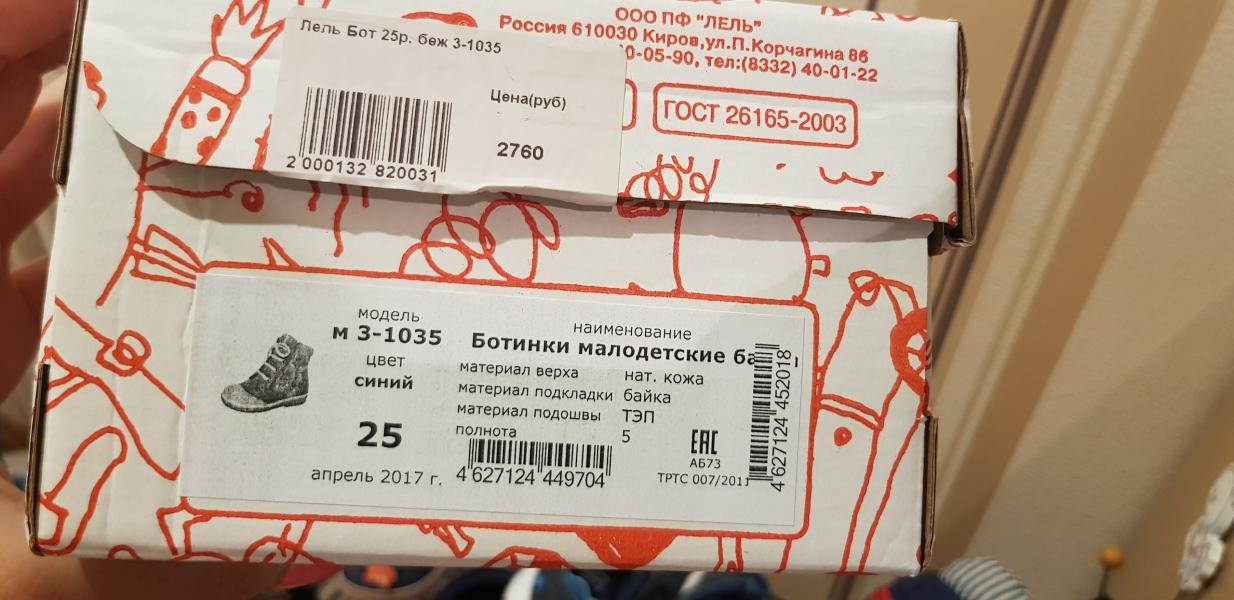 ООО ПФ "ЛЕЛЬ"
Россия 610030 Киров,ул.П.Корчагина 86
0-05-90, тел:(8332) 40-01-22
ГОСТ 26165-2003
Лель Бот 25р. беж 3-1035
Цена(руб)
2760
2 000132 820031
модель
м 3-1035
цвет
синий
25
апрель 2017 г.
наименование
Ботинки малодетские
материал верха нат. кожа
материал подкладки байка
материал подошвы ТЭП
полнота 5
4 627124 449704
ЕАС
АБ73
ТРТС 007/2011
4 627124 452018